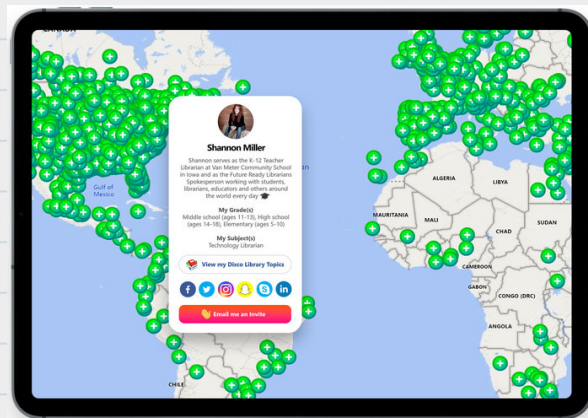 CANADA
Gulf of
Mexico
Shannon Miller
Shannon serves as the K-12 Teacher
Librarian at Van Meter Community School
in Iowa and as the Future Ready Librarians
Spokesperson working with students,
librarians, educators and others around
the world every day
My Grade(s)
Middle school (ages 11-13), High school
(ages 14-18), Elementary (ages 5-10)
My Subject(s)
Technology Librarian
View my Disco Library Topics
Email me an Invite
ALGERIA
LIBYA
MAURITANIA
MALI
CHAD
SUDAN
CAMEROON
GABON
CONGO (DRC)
ANGOLA
CHILE